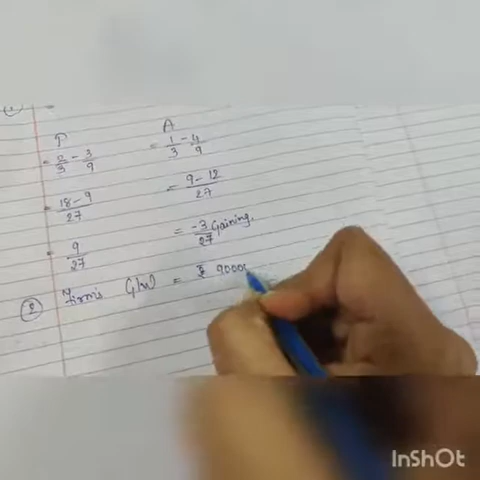 P A
= 2/3 - 3/9 = 1/3 - 4/9
= 18-9/27 = 9-12/27
= 9/27 = -3/27 Gaining.
② Firm's G/w = ₹ 90000
InShOt